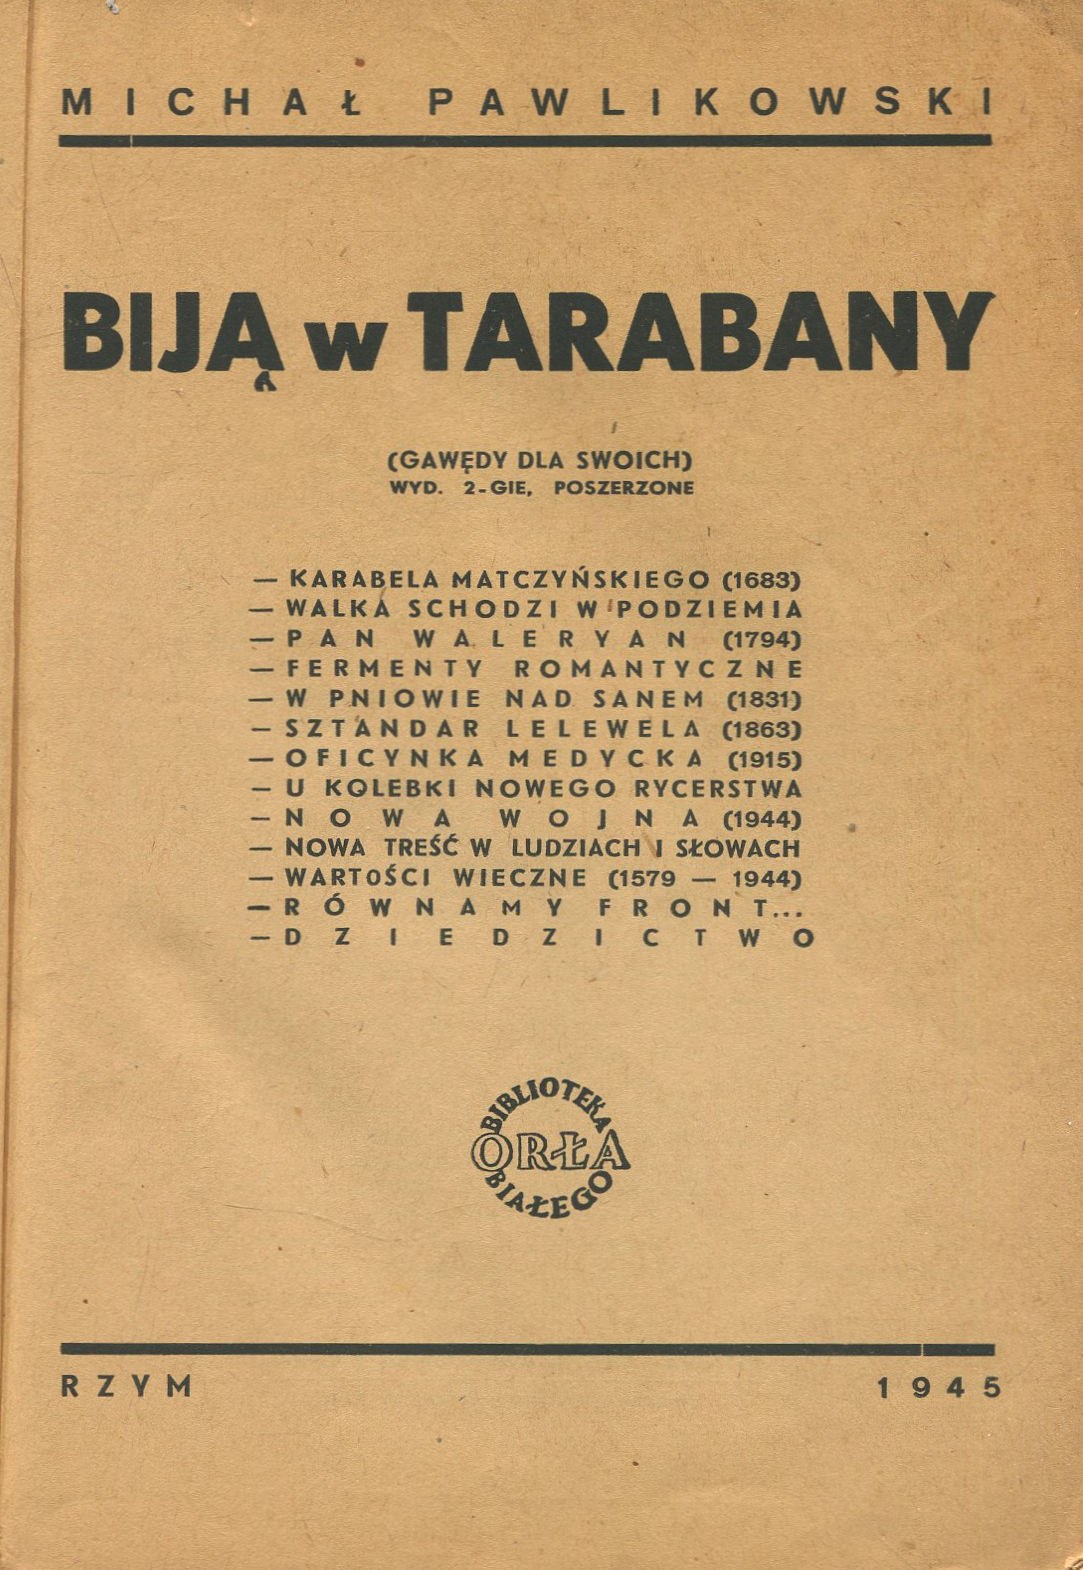 MICHAŁ PAWLIKOWSKI
BIJĄ w TARABANY
(GAWĘDY DLA SWOICH)
WYD. 2-GIE, POSZERZONE
— KARABELA MATCZYŃSKIEGO (1683)
— WALKA SCHODZI W PODZIEMIA
— PAN WALERYAN (1794)
— FERMENTY ROMANTYCZNE
— W PNIOWIE NAD SANEM (1831)
— SZTANDAR LELEWELA (1863)
— OFICYNKA MEDYCKA (1915)
— U KOLEBKI NOWEGO RYCERSTWA
— NOWA WOJNA (1944)
— NOWA TREŚĆ W LUDZIACH I SŁOWACH
— WARTOŚCI WIECZNE (1579 — 1944)
— RÓWNAMY FRONT...
— DZIEDZICTWO
BIBLIOTEKA
ORŁA
BIAŁEGO
RZYM 1945